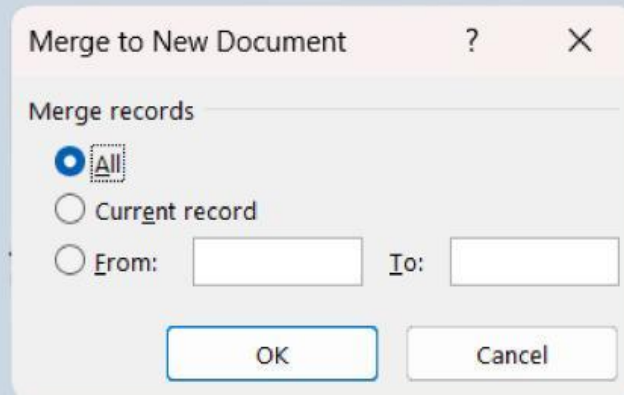 Merge to New Document ?
Merge records
All
Current record
From: To:
OK Cancel